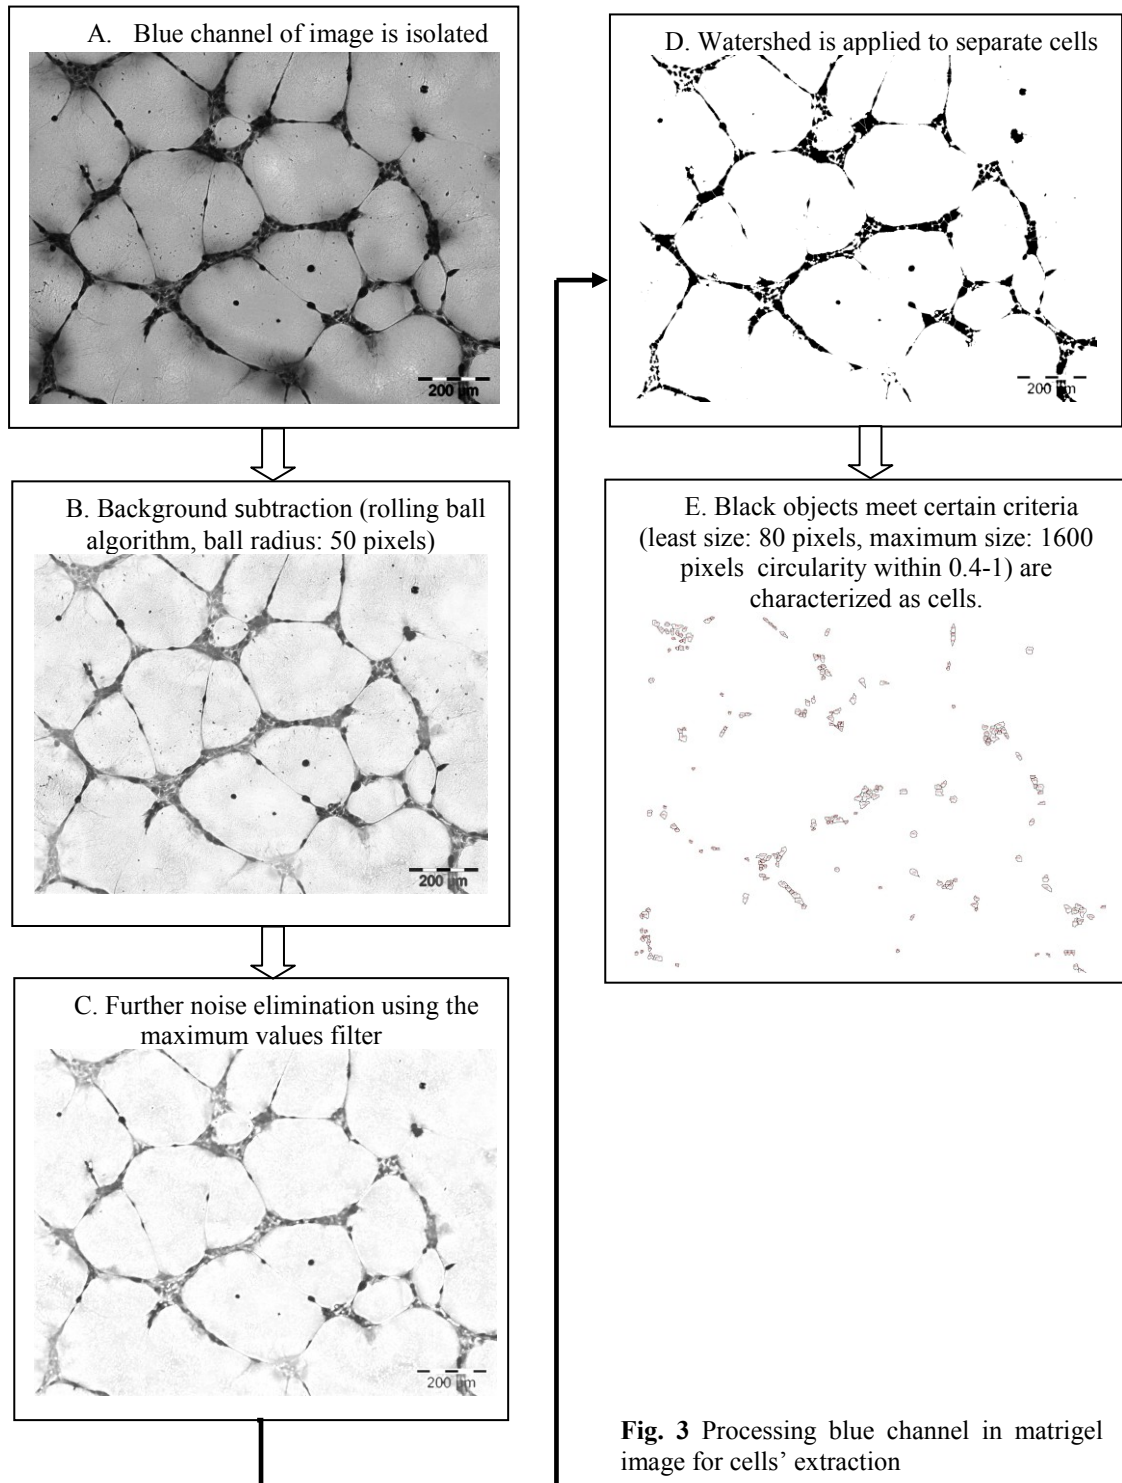 A. Blue channel of image is isolated
200 µm
B. Background subtraction (rolling ball
algorithm, ball radius: 50 pixels)
200 µm
C. Further noise elimination using the
maximum values filter
200 µm
D. Watershed is applied to separate cells
200 µm
E. Black objects meet certain criteria
(least size: 80 pixels, maximum size: 1600
pixels circularity within 0.4-1) are
characterized as cells.
Fig. 3 Processing blue channel in matrigel
image for cells' extraction